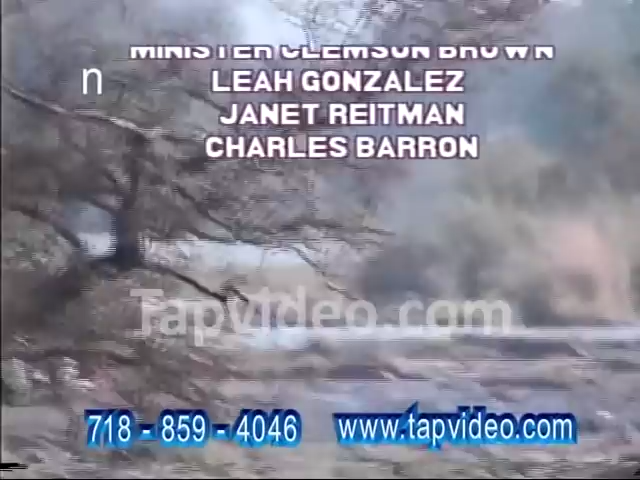 MINISTER CLEMSON BROWN
n
LEAH GONZALEZ
JANET REITMAN
CHARLES BARRON
Tapvideo.com
718 - 859 - 4046 www.tapvideo.com